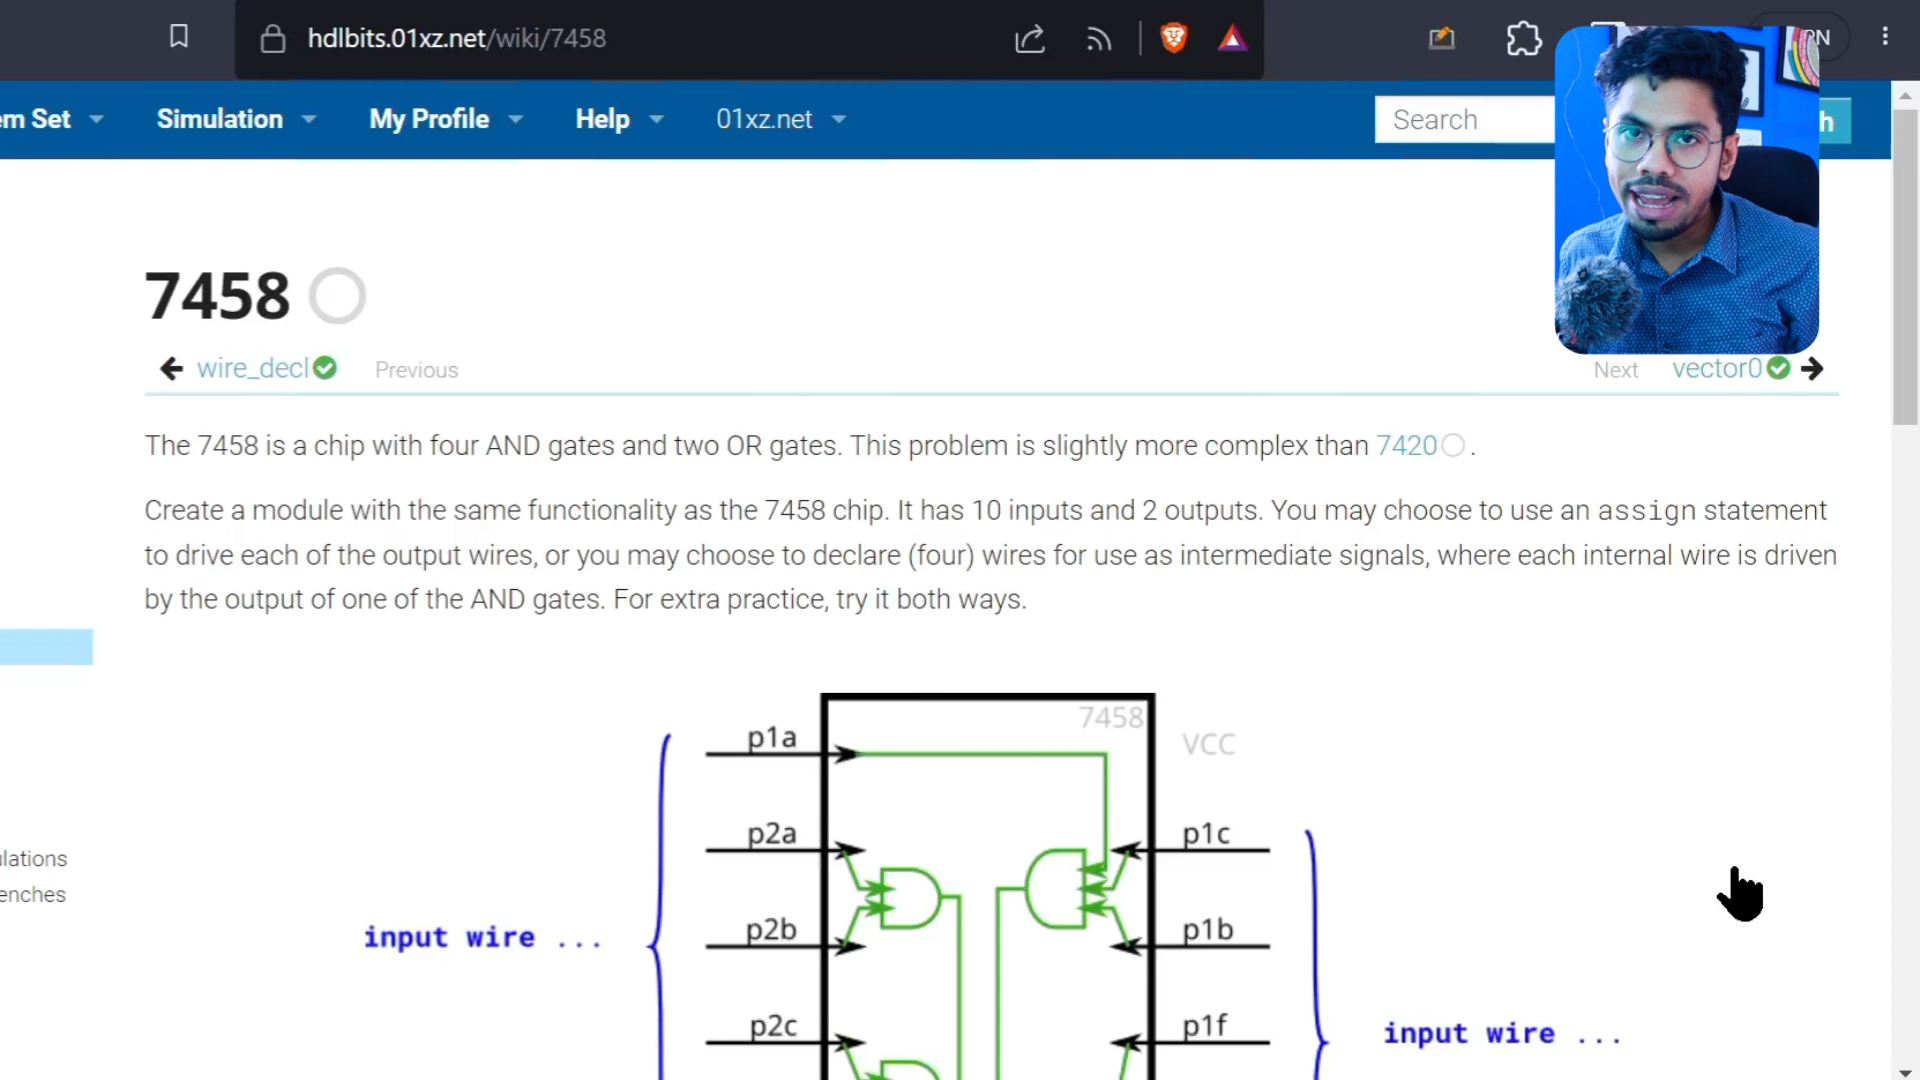 hdlbits.01xz.net/wiki/7458
em Set Simulation My Profile Help 01xz.net Search
7458
wire_decl Previous Next vector0
The 7458 is a chip with four AND gates and two OR gates. This problem is slightly more complex than 7420 .
Create a module with the same functionality as the 7458 chip. It has 10 inputs and 2 outputs. You may choose to use an assign statement
to drive each of the output wires, or you may choose to declare (four) wires for use as intermediate signals, where each internal wire is driven
by the output of one of the AND gates. For extra practice, try it both ways.
7458
p1a
VCC
p2a
p1c
ulations
enches
p2b
p1b
input wire ...
p2c
p1f
input wire ...